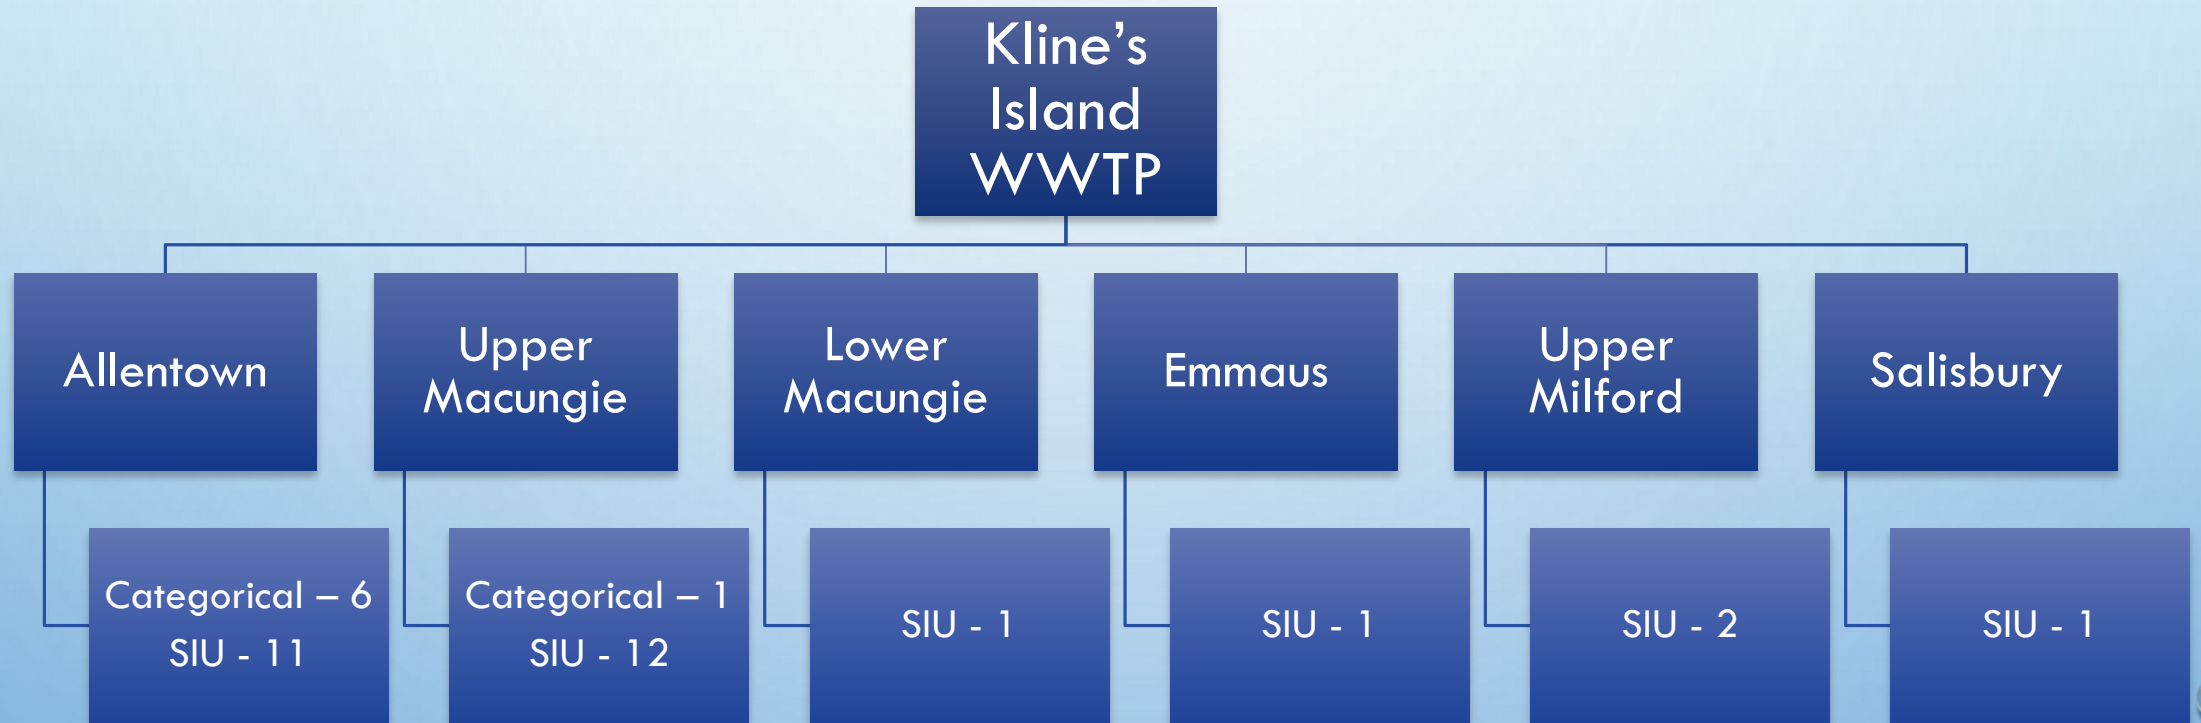 Kline’s
Island
WWTP
Allentown
Upper
Macungie
Lower
Macungie
Emmaus
Upper
Milford
Salisbury
Categorical – 6
SIU - 11
Categorical – 1
SIU - 12
SIU - 1
SIU - 1
SIU - 2
SIU - 1